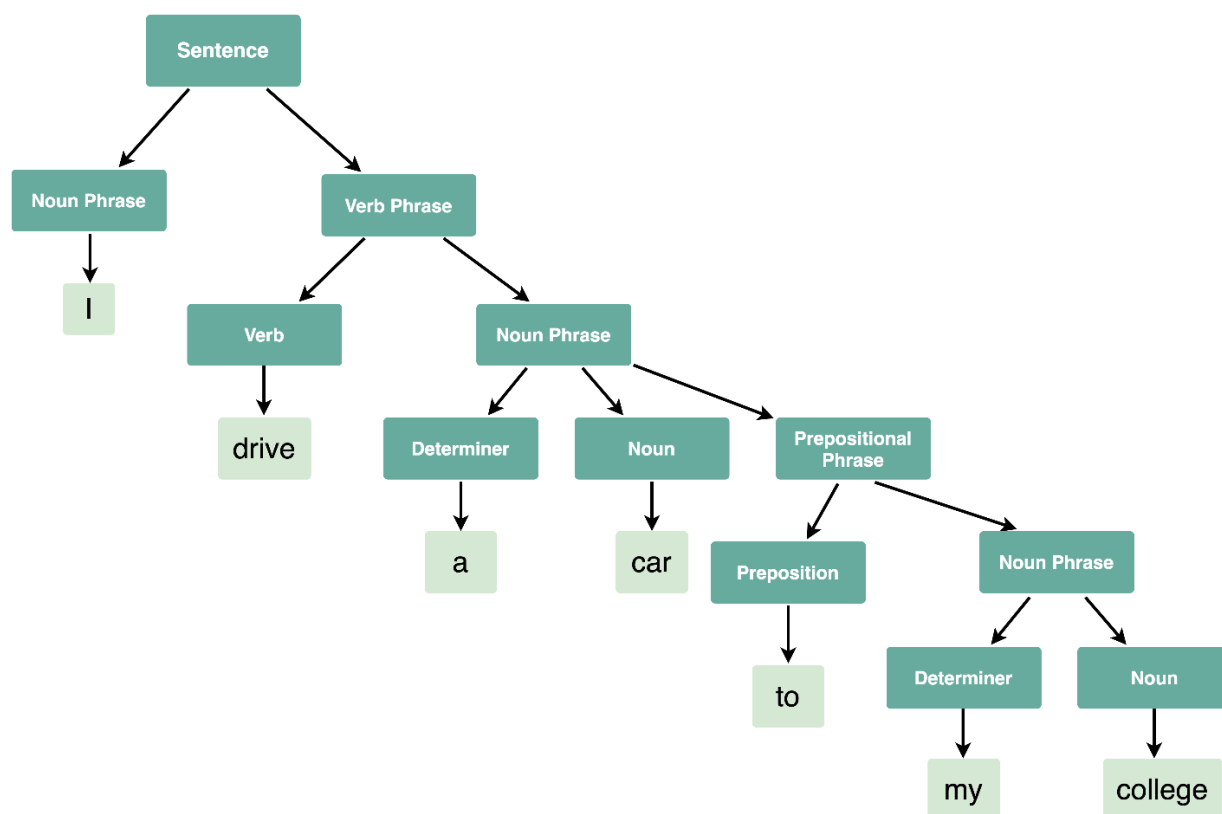 Sentence
Noun Phrase
Verb Phrase
I
Verb
Noun Phrase
drive
Determiner
Noun
Prepositional
Phrase
a
car
Preposition
Noun Phrase
to
Determiner
Noun
my
college